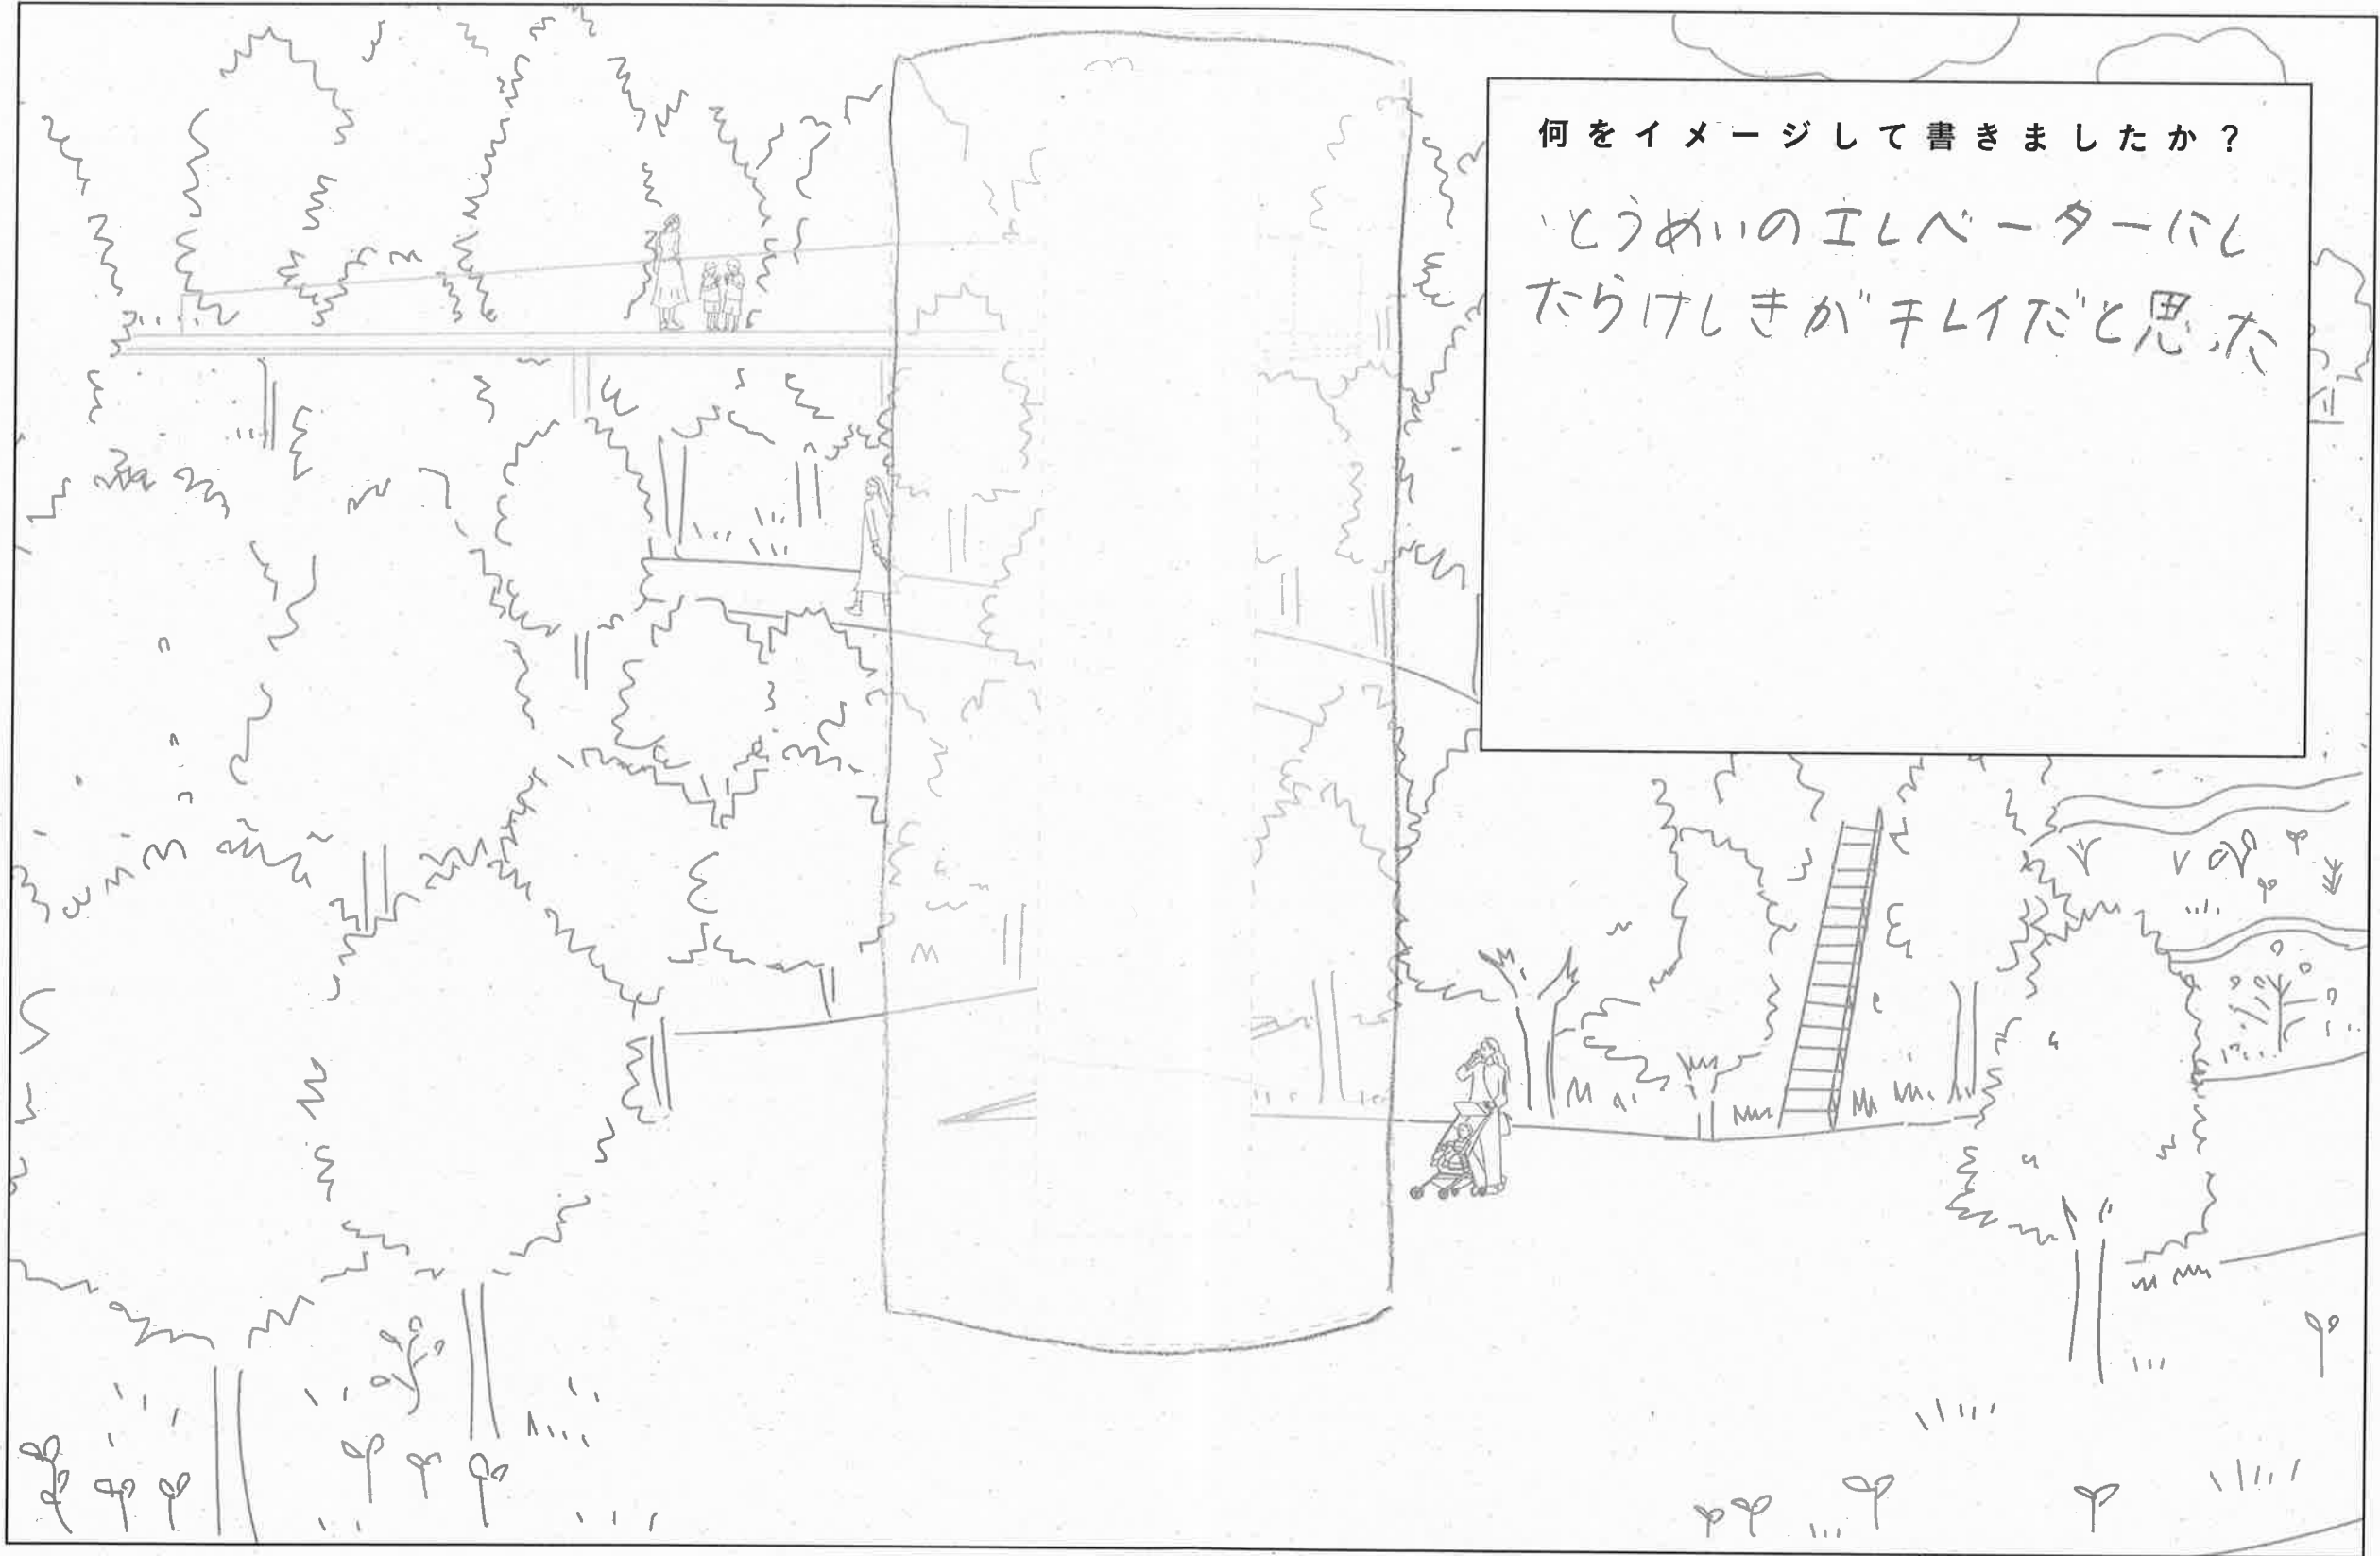 何をイメージして書きましたか？
とうめいのエレベーターにし
たらけしきがキレイだと思った